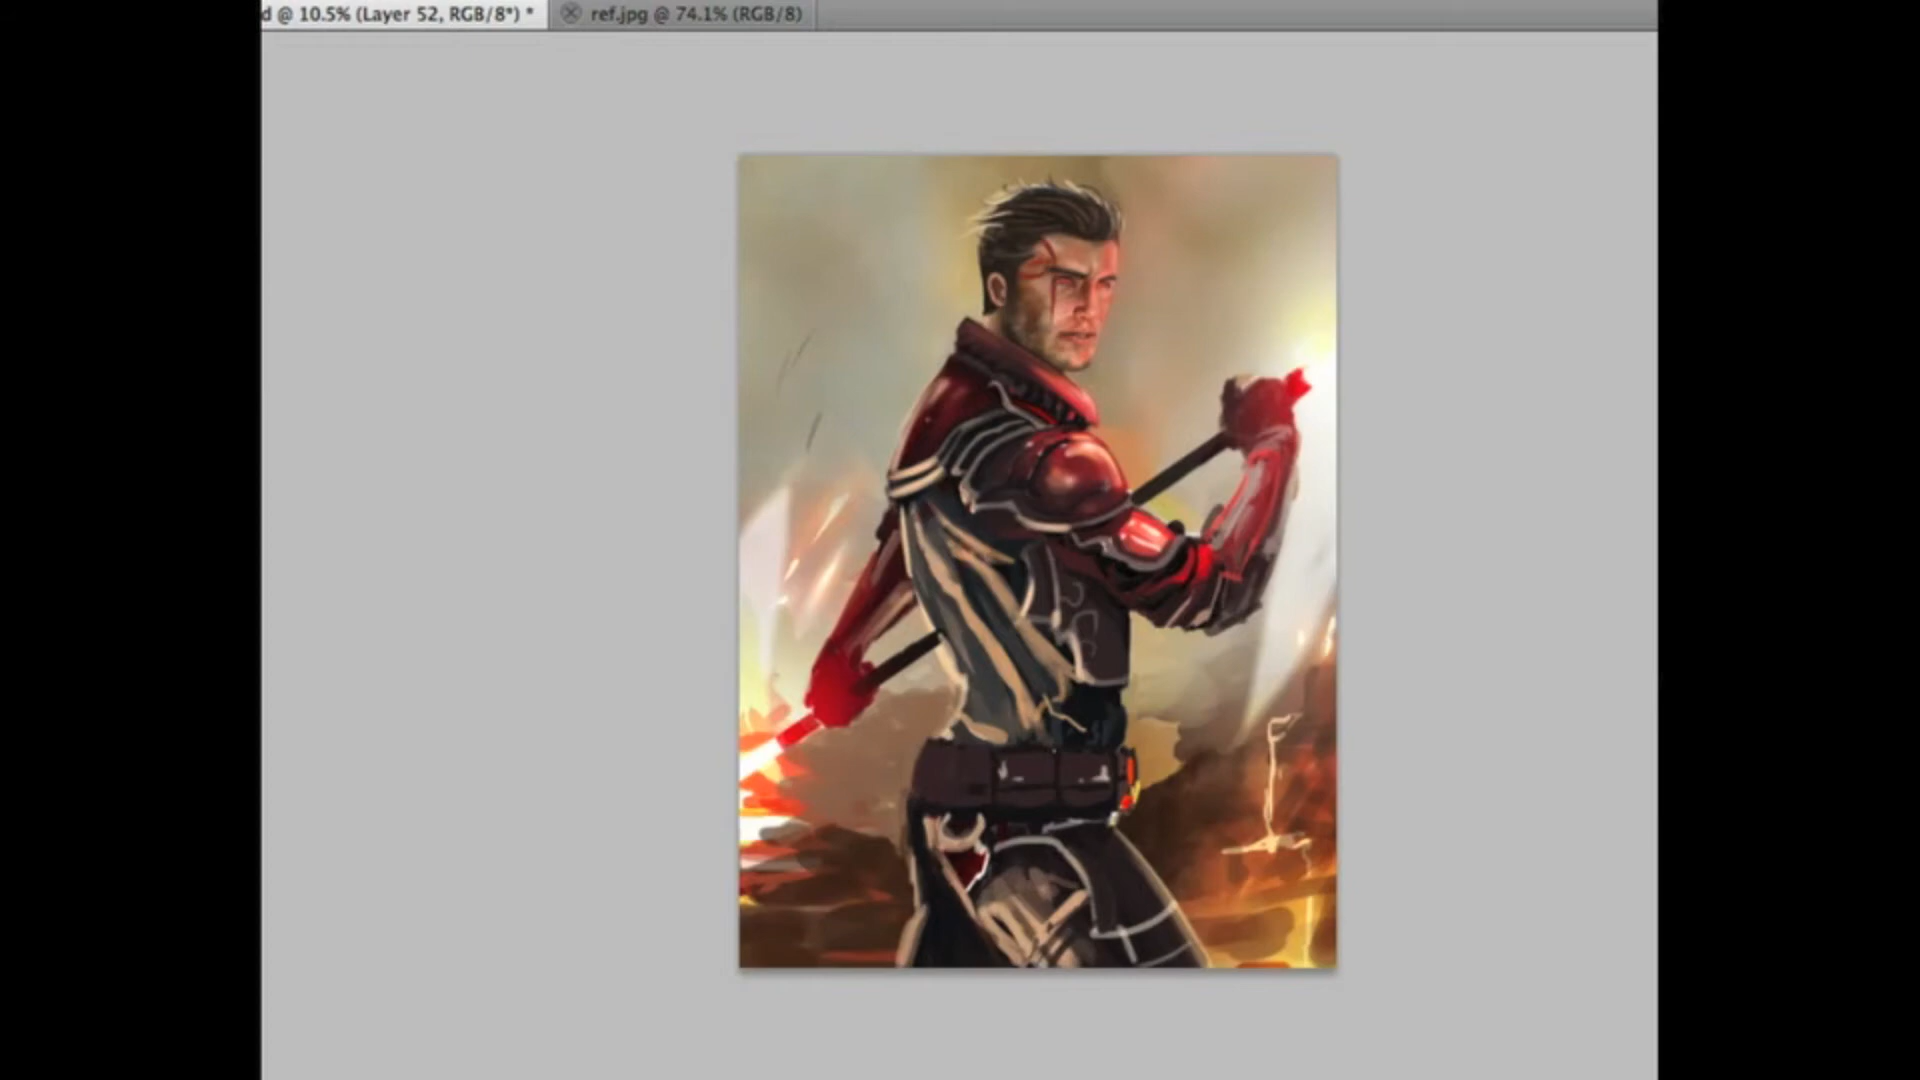 d @ 10.5% (Layer 52, RGB/8*) *
ref.jpg @ 74.1% (RGB/8)